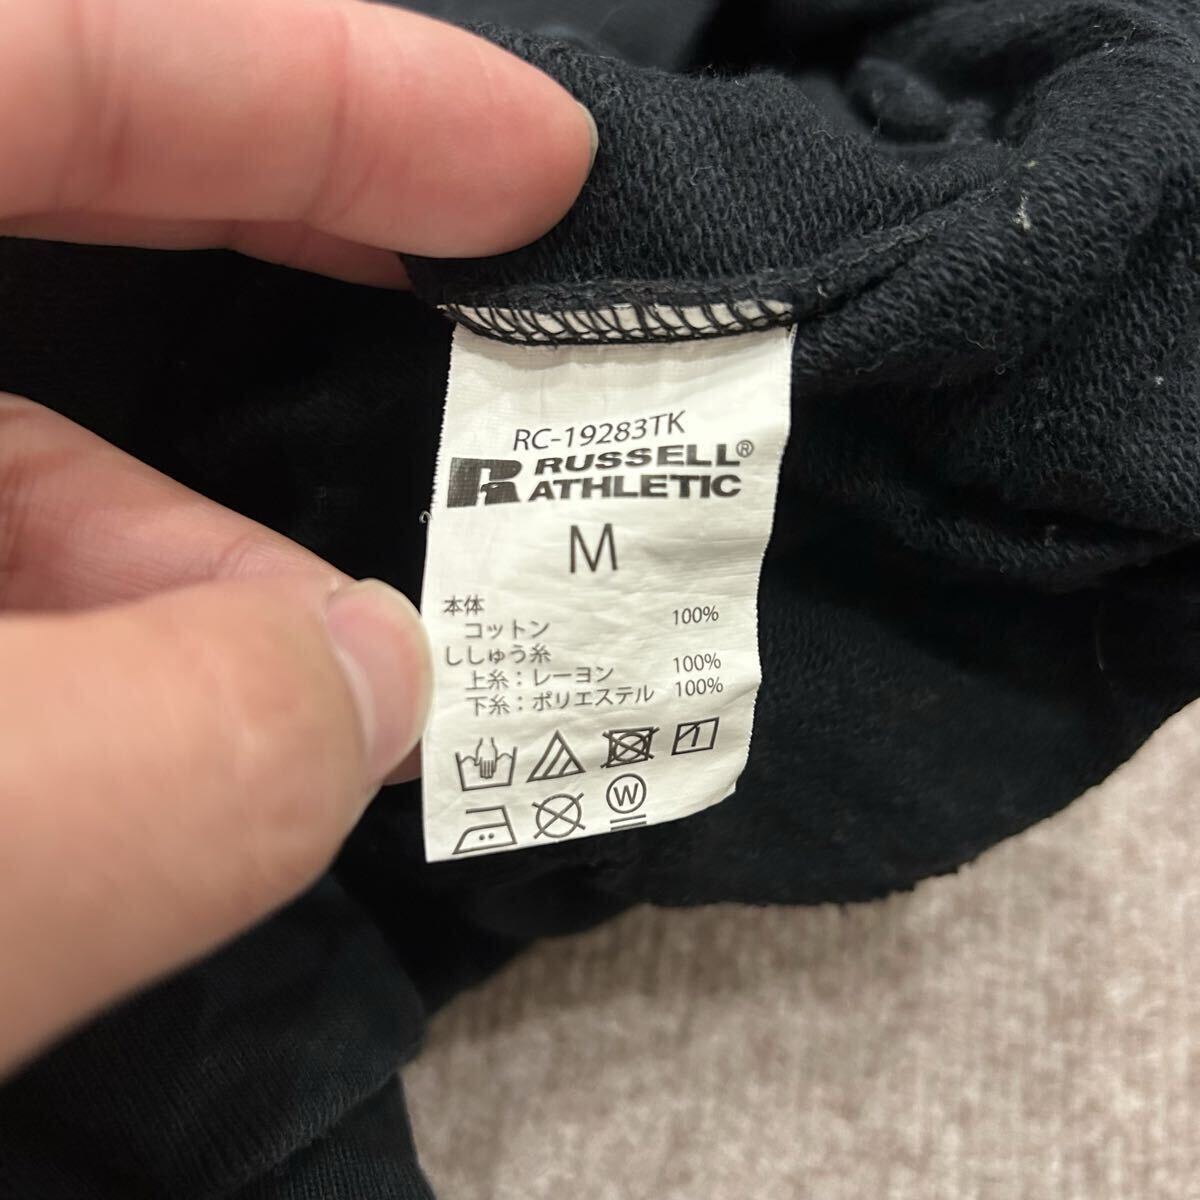 RC-19283TK
RUSSELL®
ATHLETIC
M
本体
コットン 100%
ししゅう糸
上糸：レーヨン 100%
下糸：ポリエステル 100%
1
W